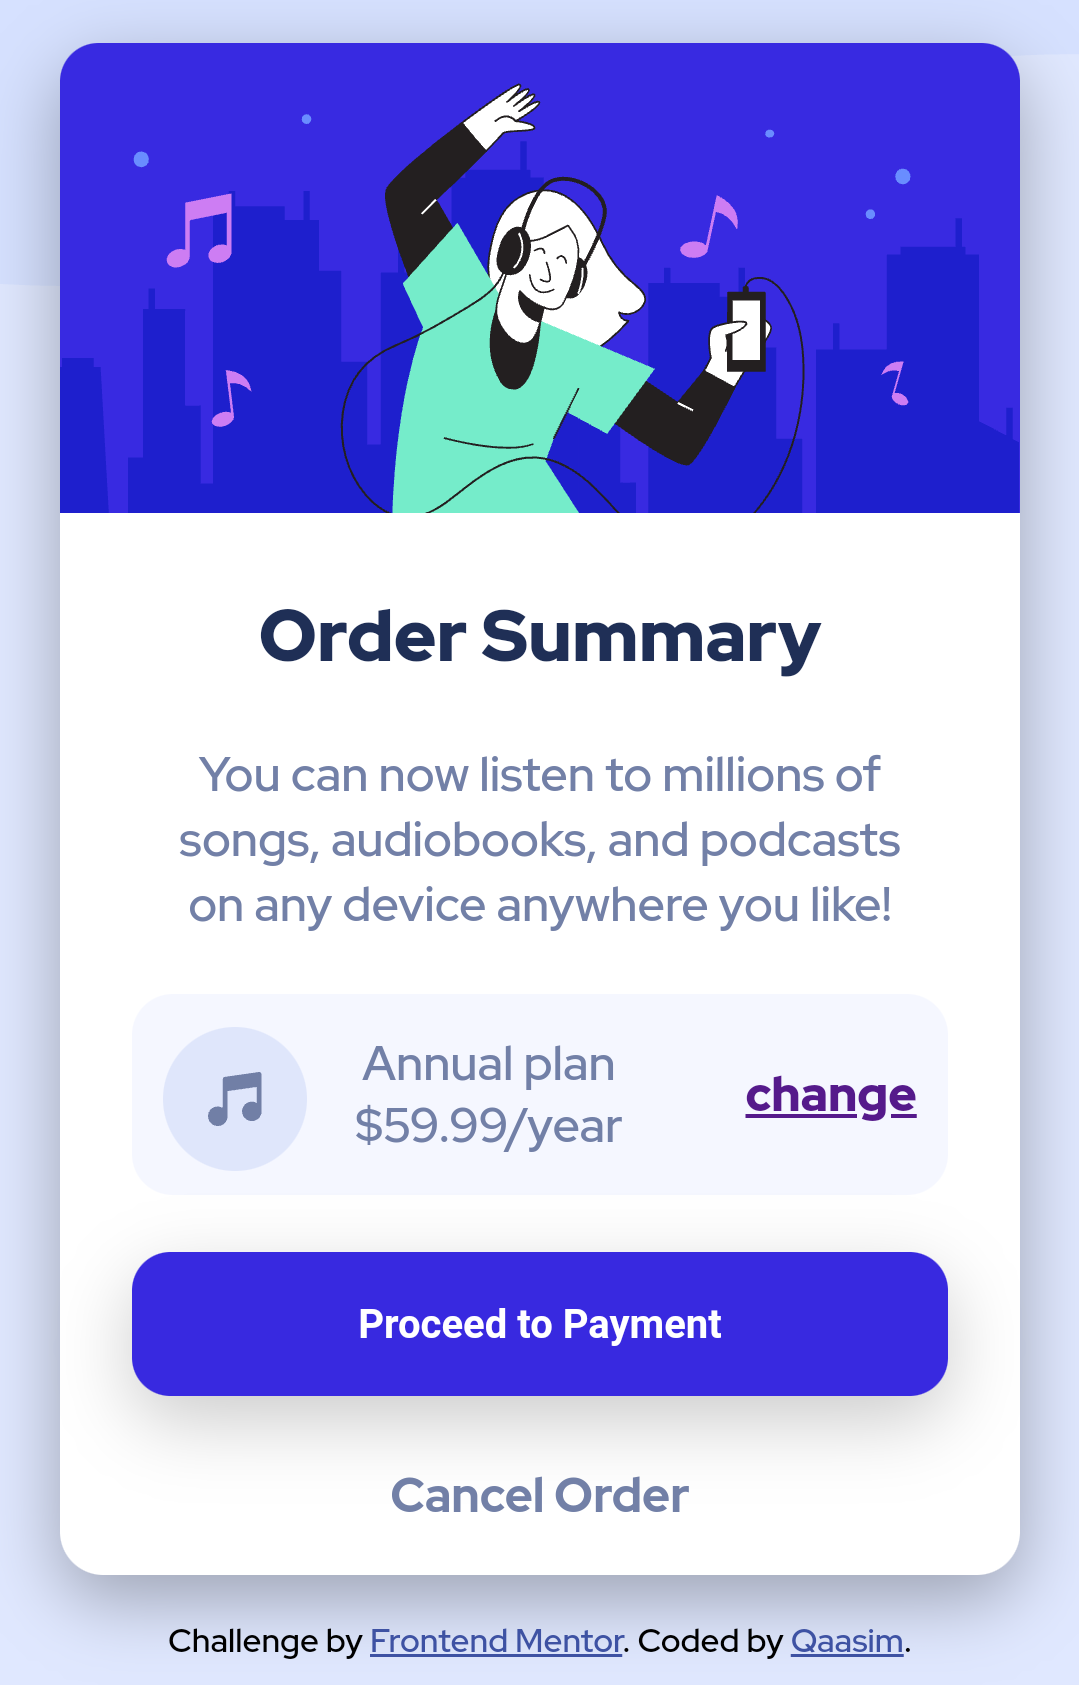 Order Summary
You can now listen to millions of
songs, audiobooks, and podcasts
on any device anywhere you like!
Annual plan
$59.99/year
change
Proceed to Payment
Cancel Order
Challenge by Frontend Mentor. Coded by Qaasim.